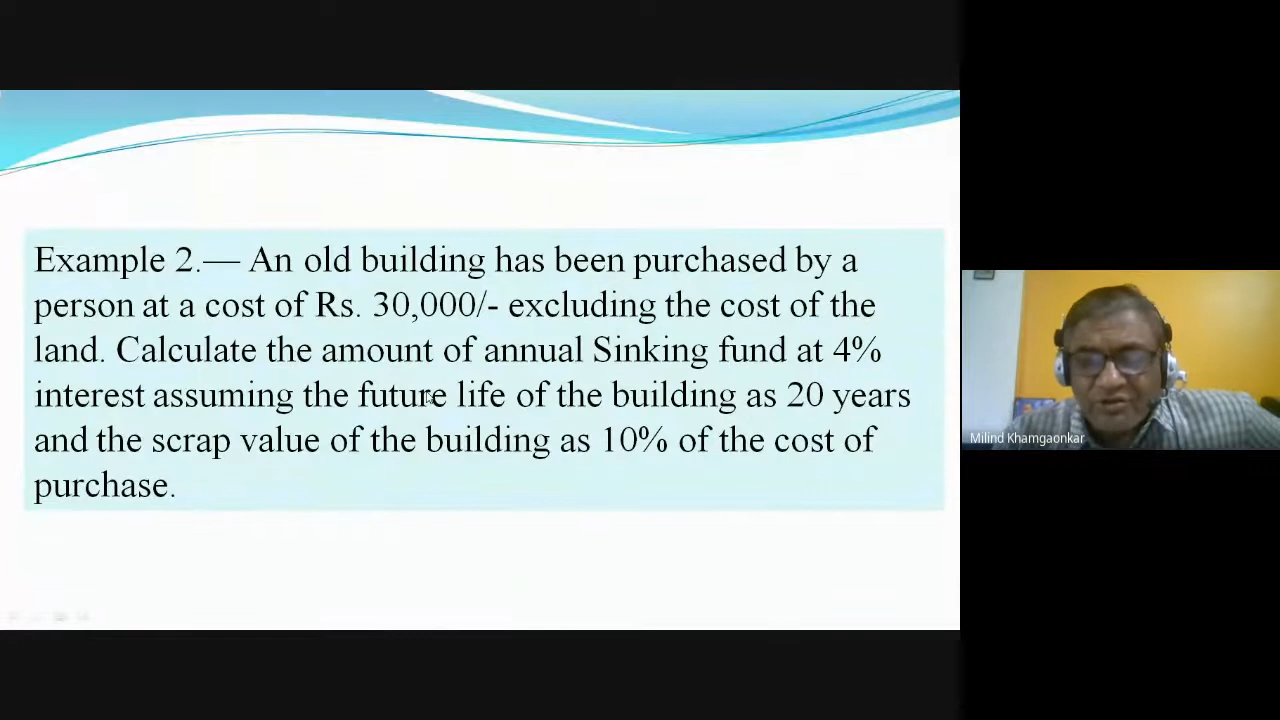 Example 2.— An old building has been purchased by a
person at a cost of Rs. 30,000/- excluding the cost of the
land. Calculate the amount of annual Sinking fund at 4%
interest assuming the future life of the building as 20 years
and the scrap value of the building as 10% of the cost of
purchase.
Milind Khamgaonkar